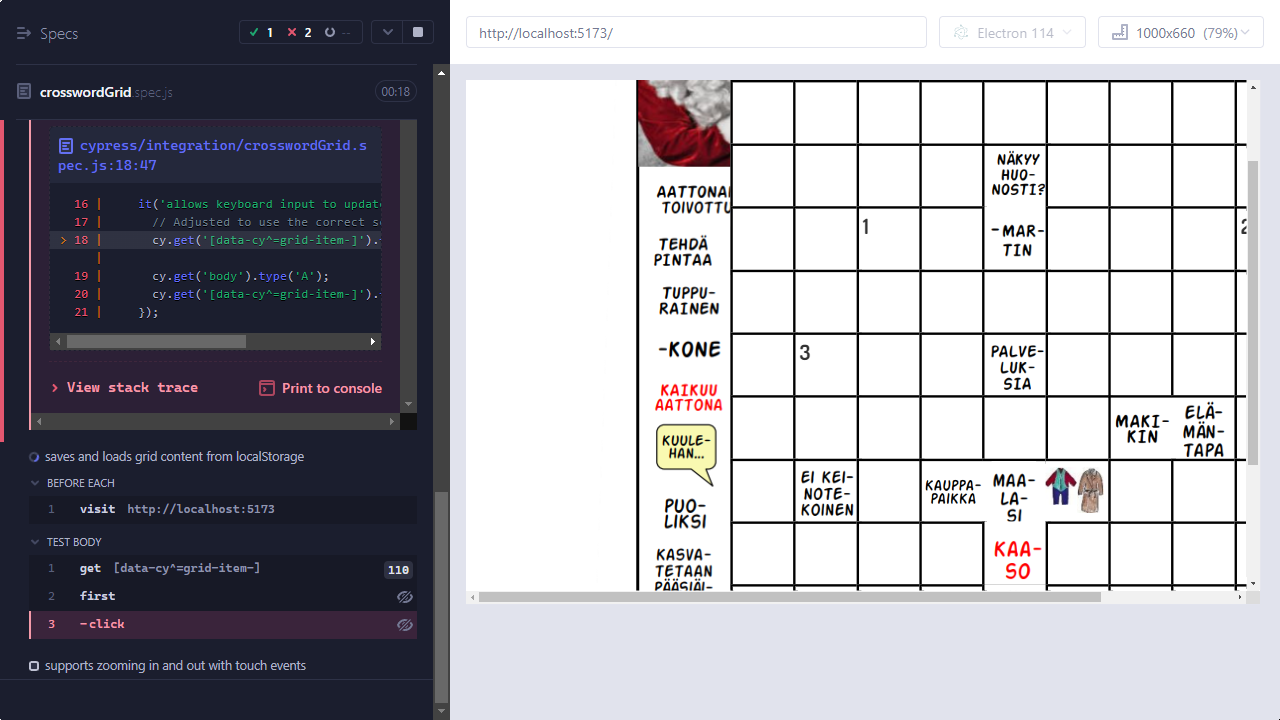 Specs
1
2
--
crosswordGrid.spec.js
00:18
cypress/integration/crosswordGrid.s
pec.js:18:47
16 | it('allows keyboard input to update
17 | // Adjusted to use the correct s
> 18 | cy.get('[data-cy^=grid-item-]').
|
19 | cy.get('body').type('A');
20 | cy.get('[data-cy^=grid-item-]').
21 | });
> View stack trace
Print to console
saves and loads grid content from localStorage
BEFORE EACH
1 visit http://localhost:5173
TEST BODY
1 get [data-cy^=grid-item-] 110
2 first
3 -click
supports zooming in and out with touch events
http://localhost:5173/
Electron 114
1000x660 (79%)
AATTONA
TOIVOTTU
TEHDÄ
PINTAA
TUPPU-
RAINEN
-KONE
KAIKUU
AATTONA
KUULE-
HAN...
PUO-
LIKSI
KASVA-
TETAAN
PÄÄSIÄI-
NÄKYY
HUO-
NOSTI?
-MAR-
TIN
1
2
3
PALVE-
LUK-
SIA
MAKI-
KIN
ELÄ-
MÄN-
TAPA
EI KEI-
NOTE-
KOINEN
KAUPPA-
PAIKKA
MAA-
LA-
SI
KAA-
SO